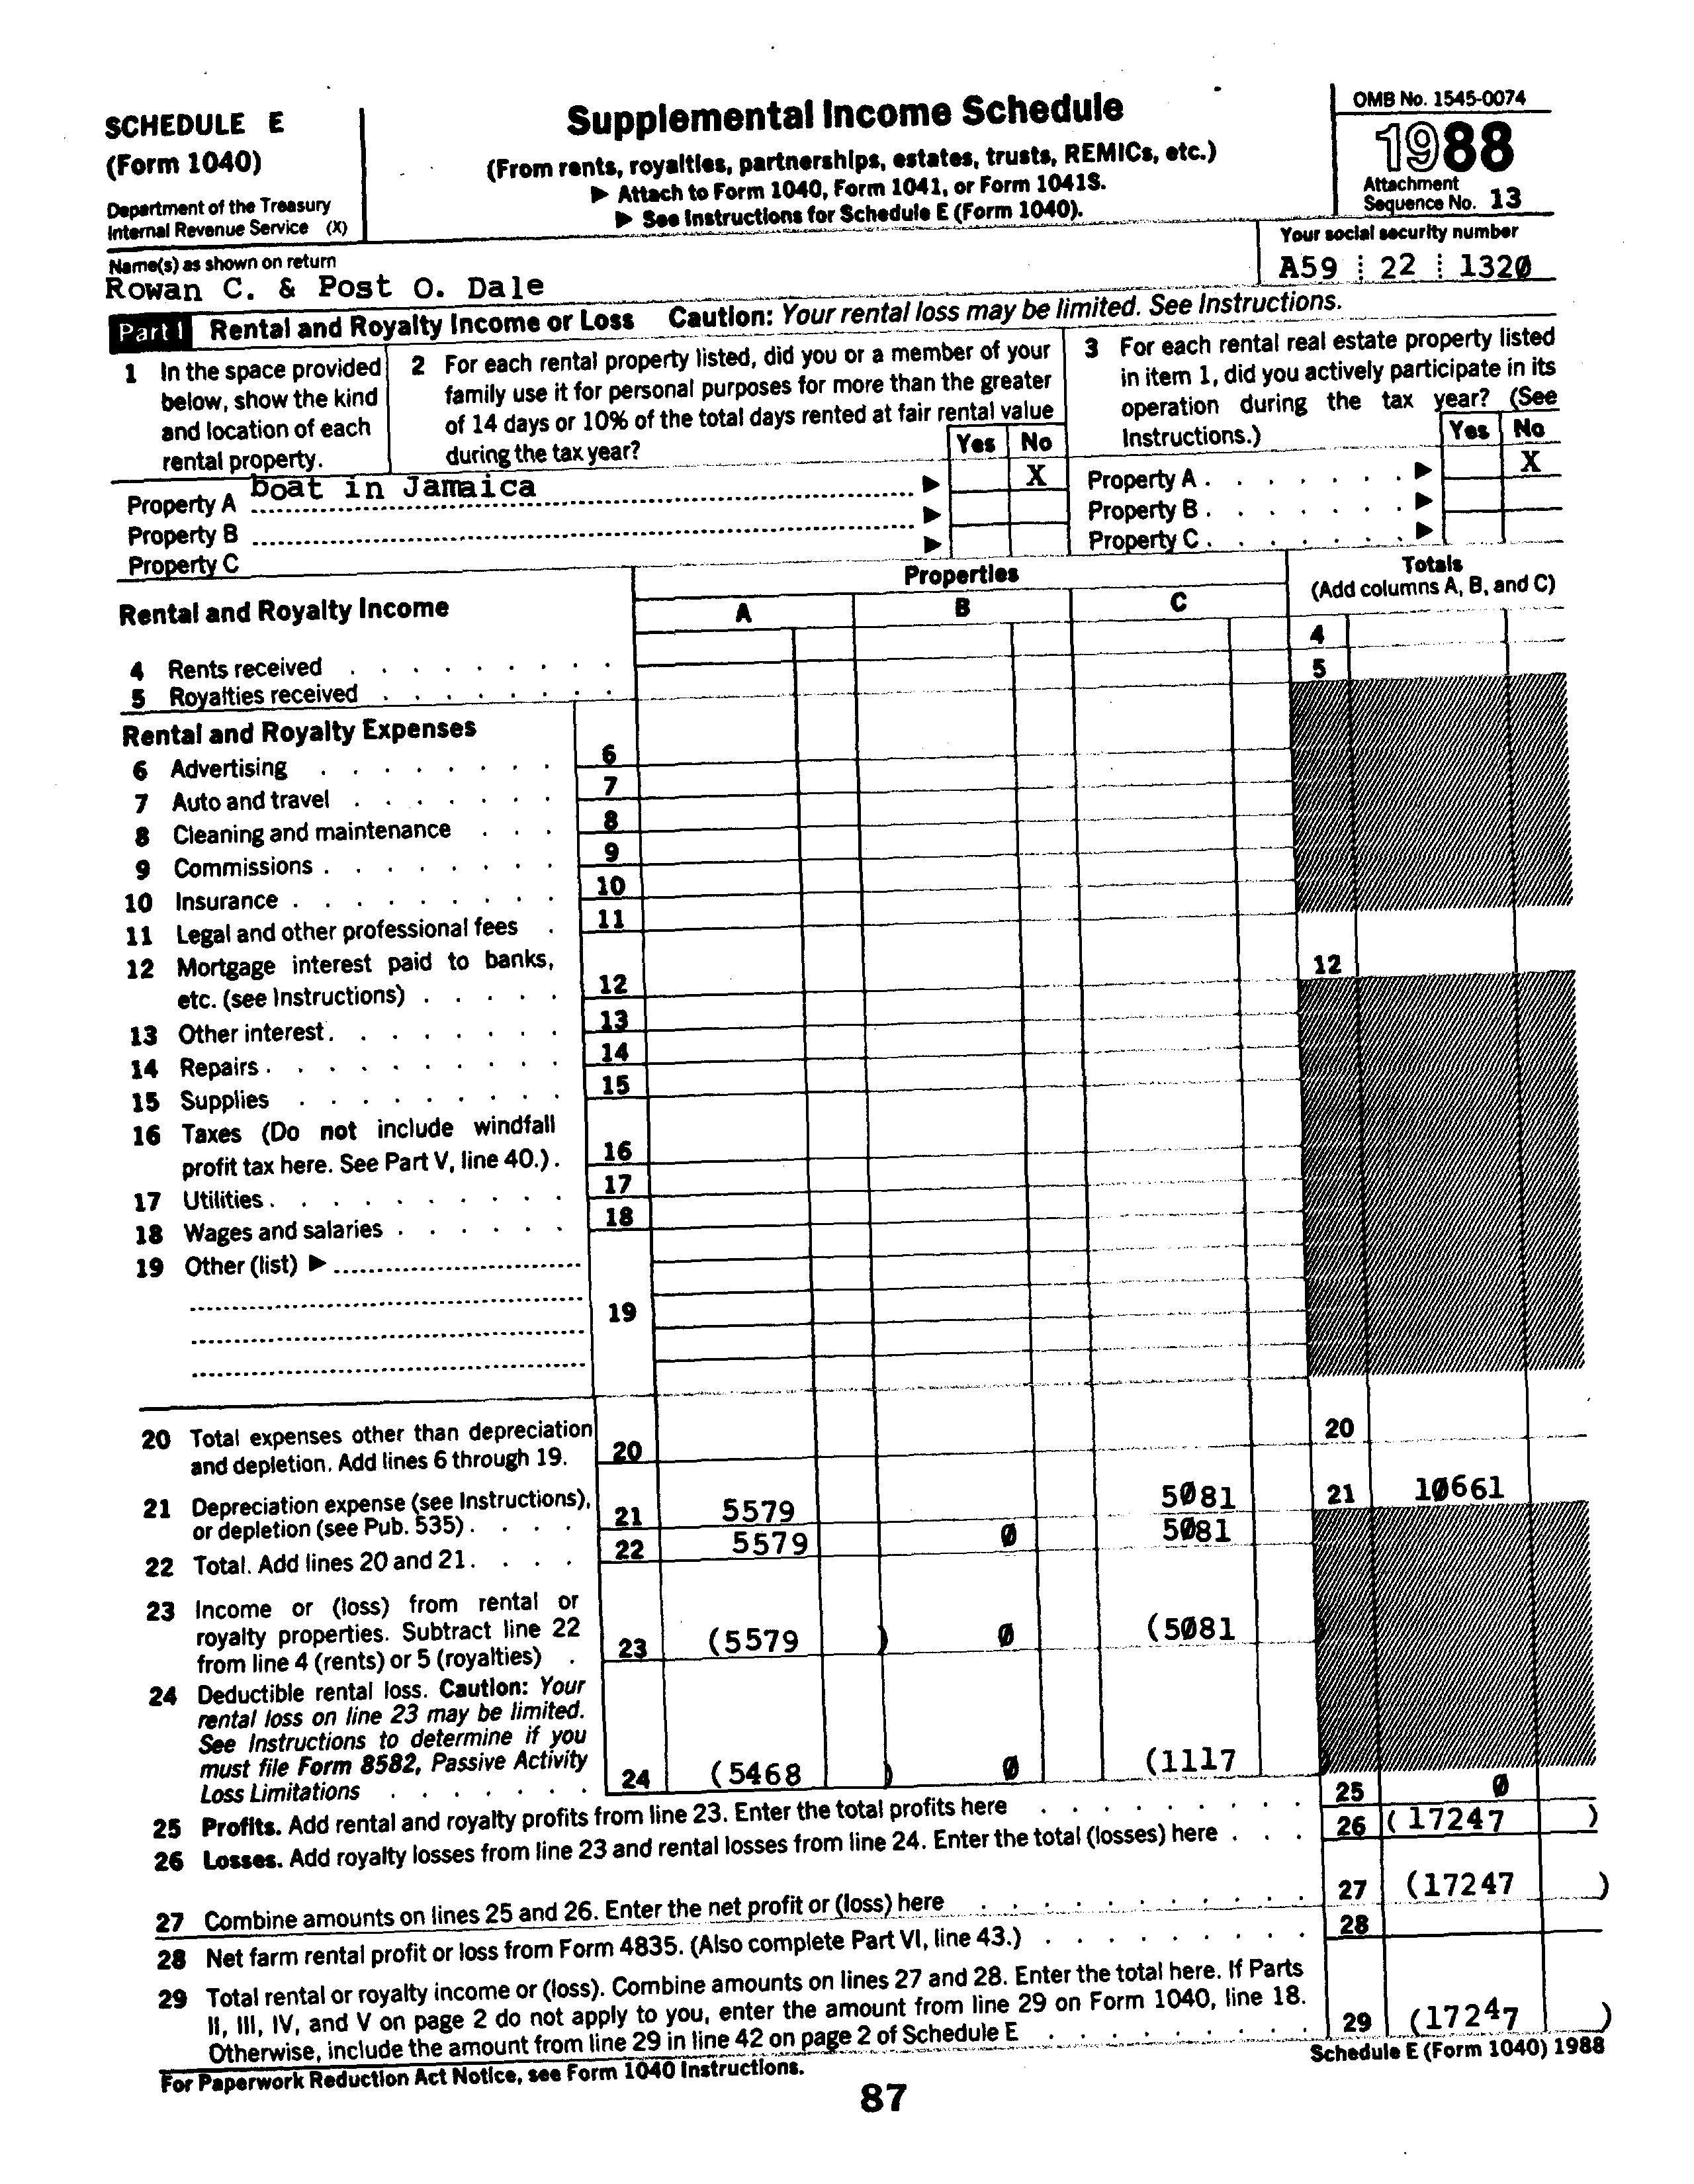 SCHEDULE E
(Form 1040)
Department of the Treasury
Internal Revenue Service (X)
Supplemental Income Schedule
(From rents, royalties, partnerships, estates, trusts, REMICs, etc.)
▶ Attach to Form 1040, Form 1041, or Form 1041S.
▶ See Instructions for Schedule E (Form 1040).
OMB No. 1545-0074
1988
Attachment
Sequence No. 13
Name(s) as shown on return
Rowan C. & Post O. Dale
Your social security number
A59 22 1320
Part I Rental and Royalty Income or Loss Caution: Your rental loss may be limited. See Instructions.
1 In the space provided
below, show the kind
and location of each
rental property.
2 For each rental property listed, did you or a member of your
family use it for personal purposes for more than the greater
of 14 days or 10% of the total days rented at fair rental value
during the tax year?
Yes No
3 For each rental real estate property listed
in item 1, did you actively participate in its
operation during the tax year? (See
Instructions.)
Yes No
Property A boat in Jamaica ▶ X Property A ▶ X
Property B ▶ Property B ▶
Property C ▶ Property C ▶
Rental and Royalty Income
Properties
A B C
Totals
(Add columns A, B, and C)
4 Rents received 4
5 Royalties received 5
Rental and Royalty Expenses
6 Advertising 6
7 Auto and travel 7
8 Cleaning and maintenance 8
9 Commissions 9
10 Insurance 10
11 Legal and other professional fees 11
12 Mortgage interest paid to banks,
etc. (see Instructions) 12 12
13 Other interest 13
14 Repairs 14
15 Supplies 15
16 Taxes (Do not include windfall
profit tax here. See Part V, line 40.) 16
17 Utilities 17
18 Wages and salaries 18
19 Other (list) ▶
19
20 Total expenses other than depreciation
and depletion. Add lines 6 through 19. 20 20
21 Depreciation expense (see Instructions),
or depletion (see Pub. 535) 21 5579 5081 21 10661
22 Total. Add lines 20 and 21 22 5579 0 5081
23 Income or (loss) from rental or
royalty properties. Subtract line 22
from line 4 (rents) or 5 (royalties) 23 (5579 ) 0 (5081 )
24 Deductible rental loss. Caution: Your
rental loss on line 23 may be limited.
See Instructions to determine if you
must file Form 8582, Passive Activity
Loss Limitations 24 (5468 ) 0 (1117 )
25 Profits. Add rental and royalty profits from line 23. Enter the total profits here 25 0
26 Losses. Add royalty losses from line 23 and rental losses from line 24. Enter the total (losses) here 26 ( 17247 )
27 Combine amounts on lines 25 and 26. Enter the net profit or (loss) here 27 (17247 )
28 Net farm rental profit or loss from Form 4835. (Also complete Part VI, line 43.) 28
29 Total rental or royalty income or (loss). Combine amounts on lines 27 and 28. Enter the total here. If Parts
II, III, IV, and V on page 2 do not apply to you, enter the amount from line 29 on Form 1040, line 18.
Otherwise, include the amount from line 29 in line 42 on page 2 of Schedule E 29 (17247 )
For Paperwork Reduction Act Notice, see Form 1040 Instructions.
Schedule E (Form 1040) 1988
87